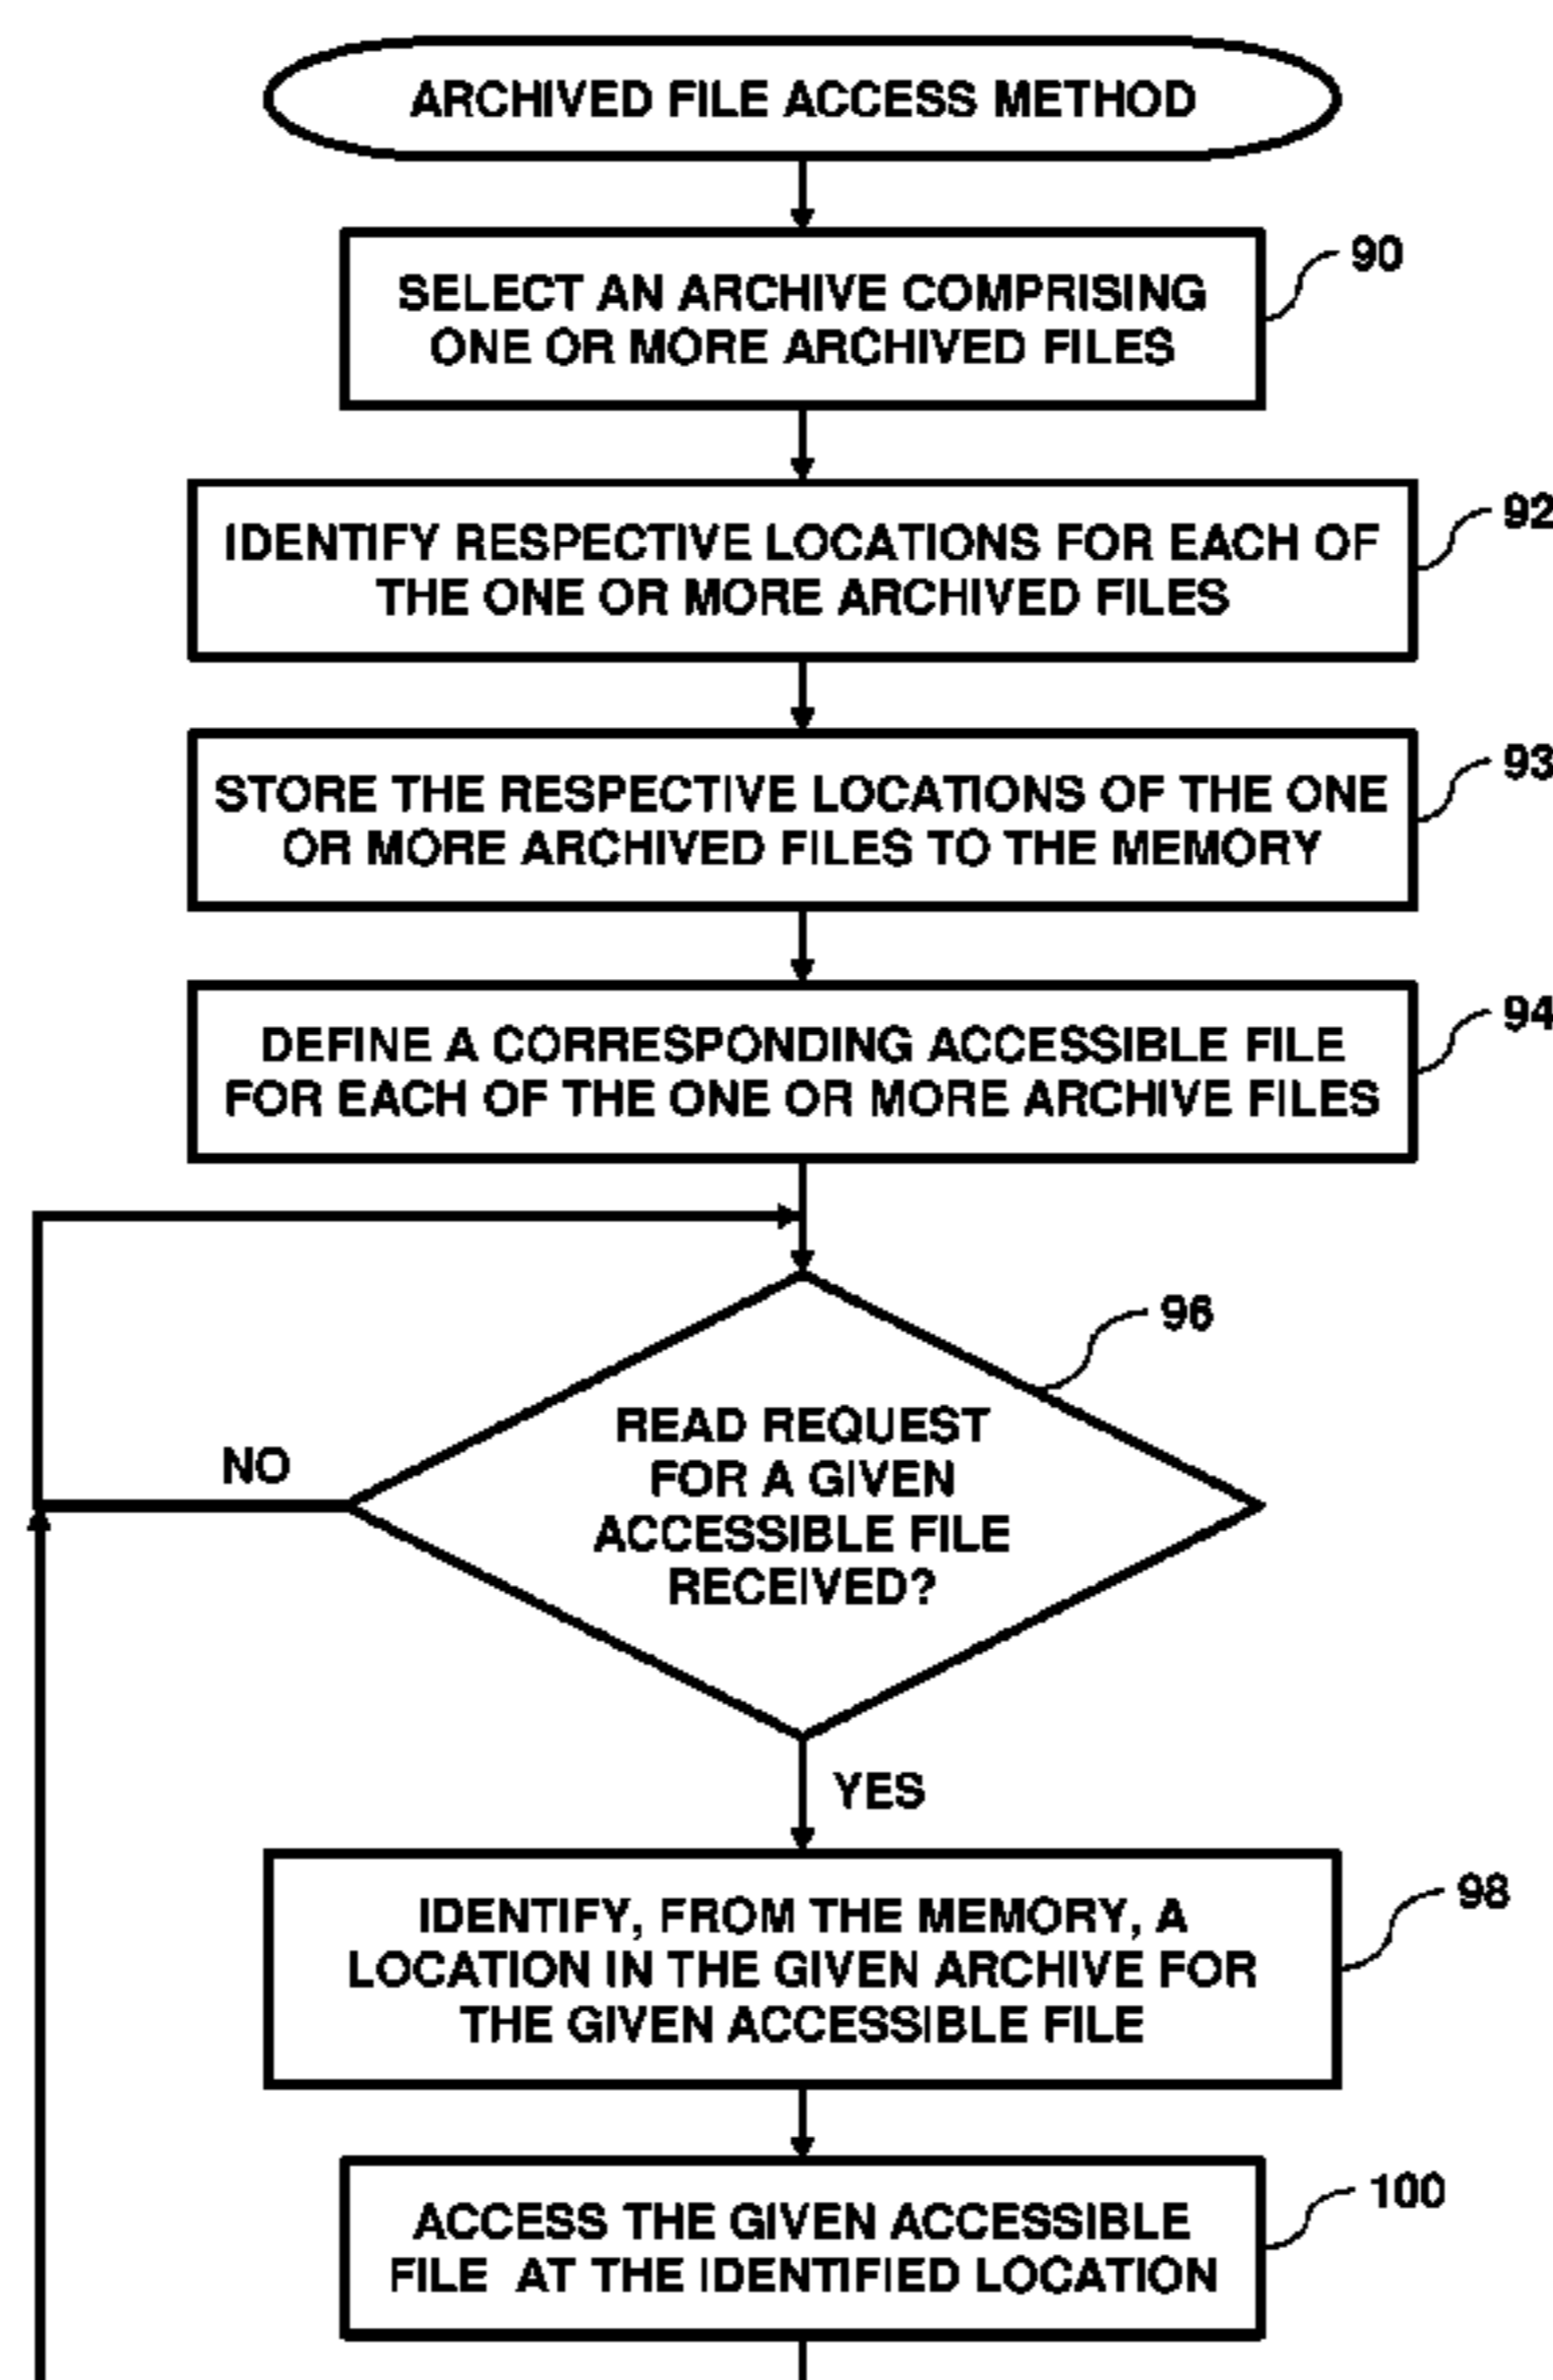 ARCHIVED FILE ACCESS METHOD
90
SELECT AN ARCHIVE COMPRISING
ONE OR MORE ARCHIVED FILES
92
IDENTIFY RESPECTIVE LOCATIONS FOR EACH OF
THE ONE OR MORE ARCHIVED FILES
93
STORE THE RESPECTIVE LOCATIONS OF THE ONE
OR MORE ARCHIVED FILES TO THE MEMORY
94
DEFINE A CORRESPONDING ACCESSIBLE FILE
FOR EACH OF THE ONE OR MORE ARCHIVE FILES
96
READ REQUEST
FOR A GIVEN
ACCESSIBLE FILE
RECEIVED?
NO
YES
98
IDENTIFY, FROM THE MEMORY, A
LOCATION IN THE GIVEN ARCHIVE FOR
THE GIVEN ACCESSIBLE FILE
100
ACCESS THE GIVEN ACCESSIBLE
FILE AT THE IDENTIFIED LOCATION